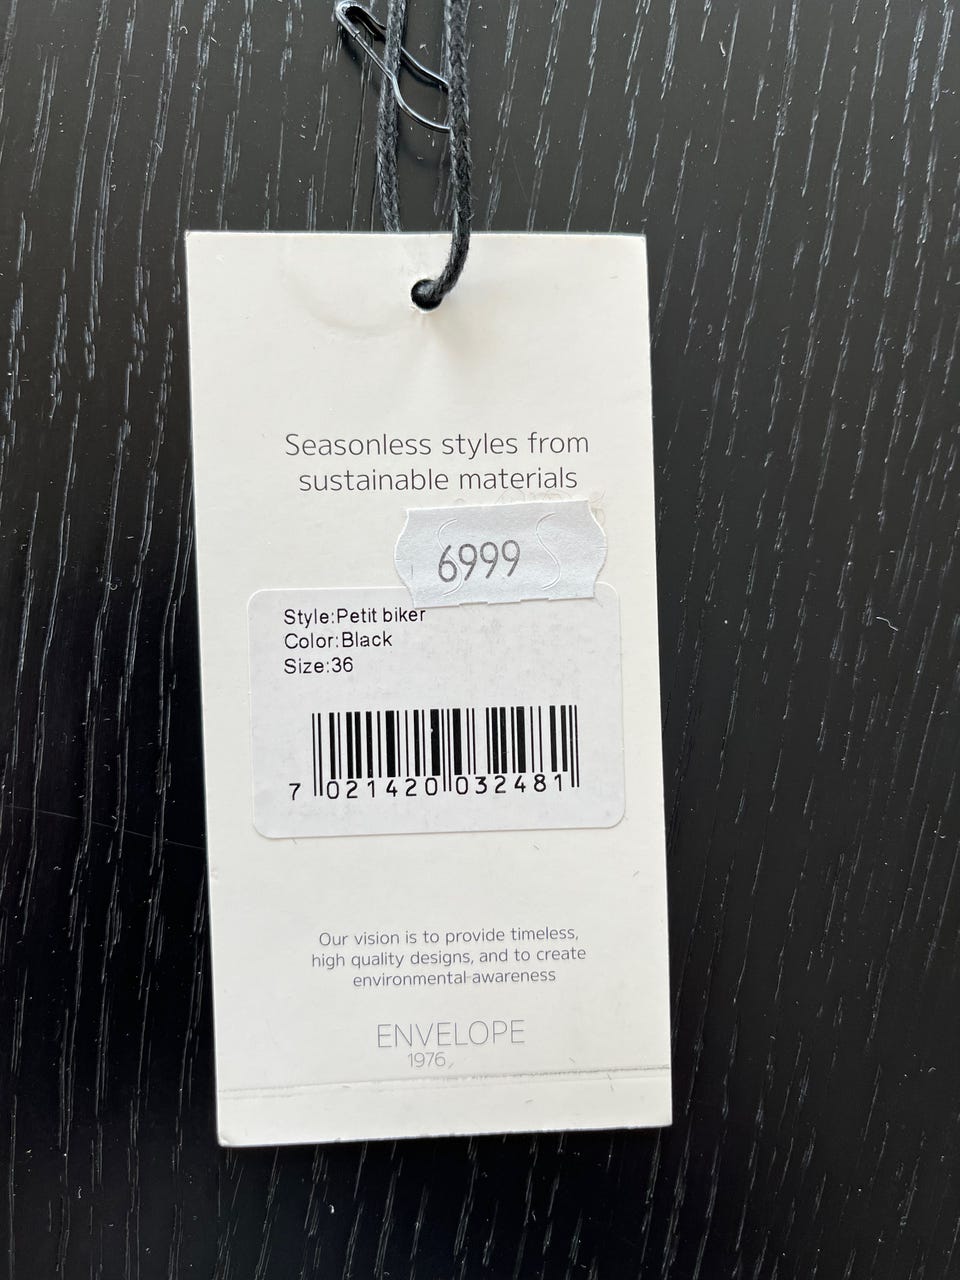 Seasonless styles from
sustainable materials
6999
Style:Petit biker
Color:Black
Size:36
7 021420 032481
Our vision is to provide timeless,
high quality designs, and to create
environmental awareness
ENVELOPE
1976